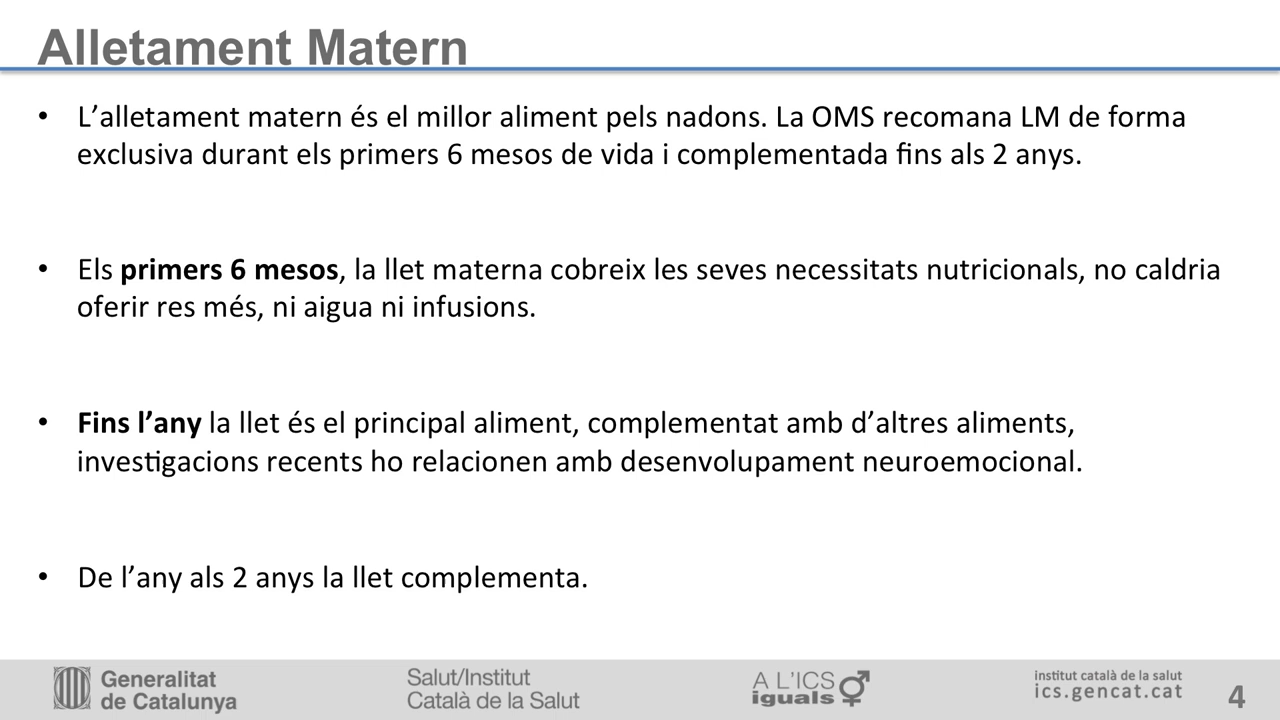 Alletament Matern
• L’alletament matern és el millor aliment pels nadons. La OMS recomana LM de forma
exclusiva durant els primers 6 mesos de vida i complementada fins als 2 anys.
• Els primers 6 mesos, la llet materna cobreix les seves necessitats nutricionals, no caldria
oferir res més, ni aigua ni infusions.
• Fins l’any la llet és el principal aliment, complementat amb d’altres aliments,
investigacions recents ho relacionen amb desenvolupament neuroemocional.
• De l’any als 2 anys la llet complementa.
Generalitat
de Catalunya
Salut/Institut
Català de la Salut
A L'ICS
iguals
institut català de la salut
ics.gencat.cat
4